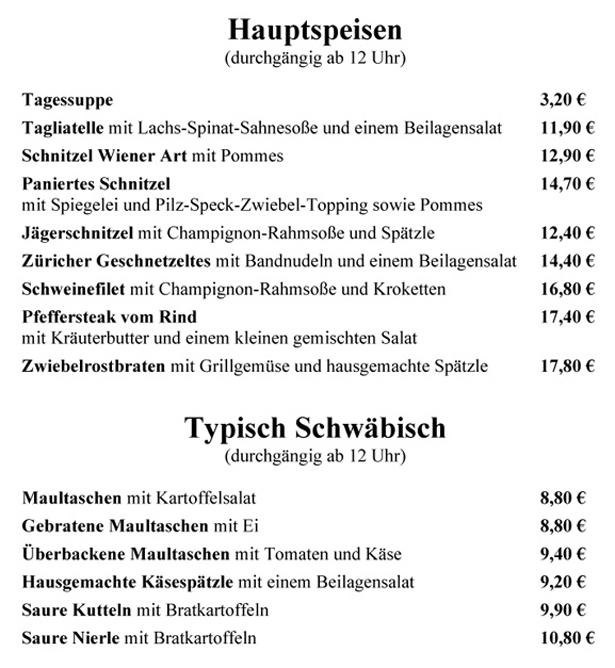 Hauptspeisen
(durchgängig ab 12 Uhr)
Tagessuppe 3,20 €
Tagliatelle mit Lachs-Spinat-Sahnesoße und einem Beilagensalat 11,90 €
Schnitzel Wiener Art mit Pommes 12,90 €
Paniertes Schnitzel 14,70 €
mit Spiegelei und Pilz-Speck-Zwiebel-Topping sowie Pommes
Jägerschnitzel mit Champignon-Rahmsoße und Spätzle 12,40 €
Züricher Geschnetzeltes mit Bandnudeln und einem Beilagensalat 14,40 €
Schweinefilet mit Champignon-Rahmsoße und Kroketten 16,80 €
Pfeffersteak vom Rind 17,40 €
mit Kräuterbutter und einem kleinen gemischten Salat
Zwiebelrostbraten mit Grillgemüse und hausgemachte Spätzle 17,80 €
Typisch Schwäbisch
(durchgängig ab 12 Uhr)
Maultaschen mit Kartoffelsalat 8,80 €
Gebratene Maultaschen mit Ei 8,80 €
Überbackene Maultaschen mit Tomaten und Käse 9,40 €
Hausgemachte Käsespätzle mit einem Beilagensalat 9,20 €
Saure Kutteln mit Bratkartoffeln 9,90 €
Saure Nierle mit Bratkartoffeln 10,80 €